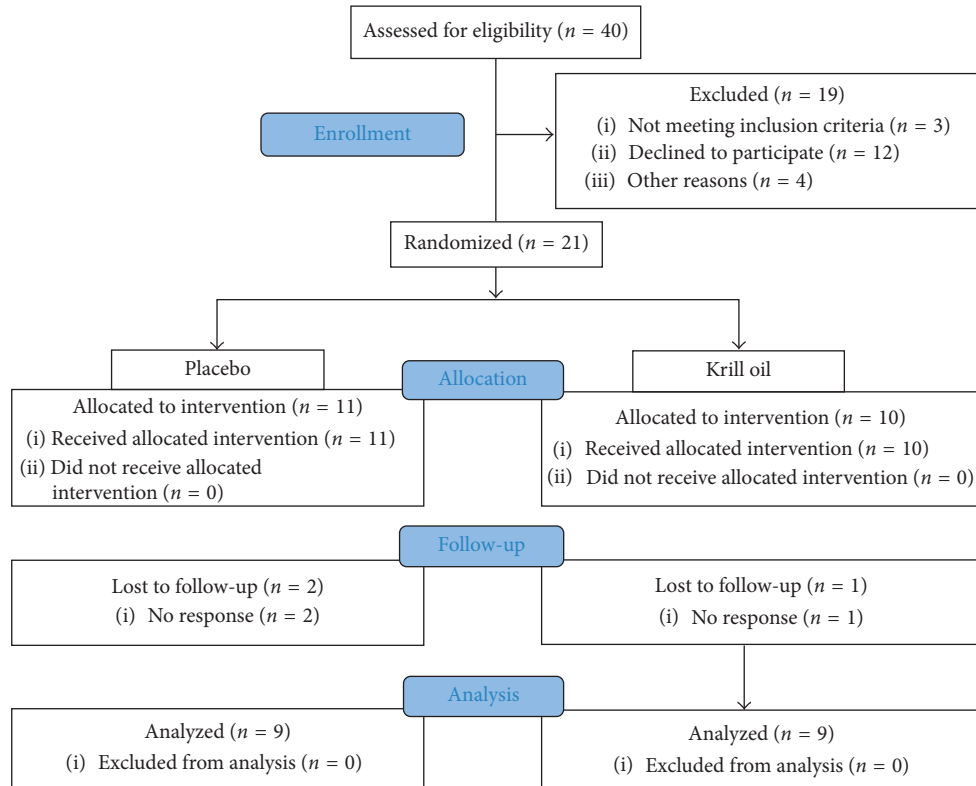 Assessed for eligibility (n = 40)
Excluded (n = 19)
(i) Not meeting inclusion criteria (n = 3)
(ii) Declined to participate (n = 12)
(iii) Other reasons (n = 4)
Enrollment
Randomized (n = 21)
Placebo
Allocation
Krill oil
Allocated to intervention (n = 11)
(i) Received allocated intervention (n = 11)
(ii) Did not receive allocated
intervention (n = 0)
Allocated to intervention (n = 10)
(i) Received allocated intervention (n = 10)
(ii) Did not receive allocated intervention (n = 0)
Follow-up
Lost to follow-up (n = 2)
(i) No response (n = 2)
Lost to follow-up (n = 1)
(i) No response (n = 1)
Analysis
Analyzed (n = 9)
(i) Excluded from analysis (n = 0)
Analyzed (n = 9)
(i) Excluded from analysis (n = 0)